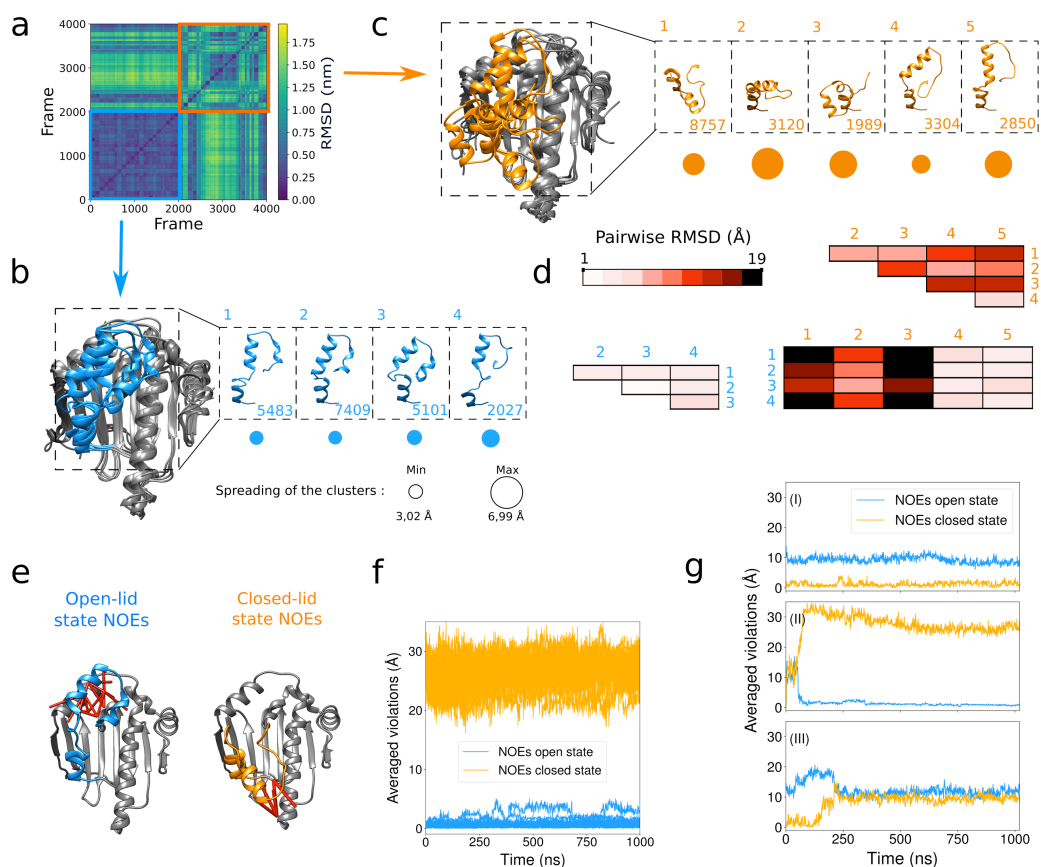 a
4000
3000
2000
1000
0
Frame
0 1000 2000 3000 4000
Frame
1.75
1.50
1.25
1.00
0.75
0.50
0.25
0.00
RMSD (nm)
c
1 2 3 4 5
8757 3120 1989 3304 2850
b
1 2 3 4
5483 7409 5101 2027
Spreading of the clusters :
Min
3,02 Å
Max
6,99 Å
d
Pairwise RMSD (Å)
1 19
2 3 4 5
1
2
3
4
2 3 4
1
2
3
1 2 3 4 5
1
2
3
4
e
Open-lid
state NOEs
Closed-lid
state NOEs
f
Averaged violations (Å)
30
20
10
0
NOEs open state
NOEs closed state
0 250 500 750 1000
Time (ns)
g
Averaged violations (Å)
(I)
30
20
10
0
NOEs open state
NOEs closed state
(II)
30
20
10
0
(III)
30
20
10
0
0 250 500 750 1000
Time (ns)